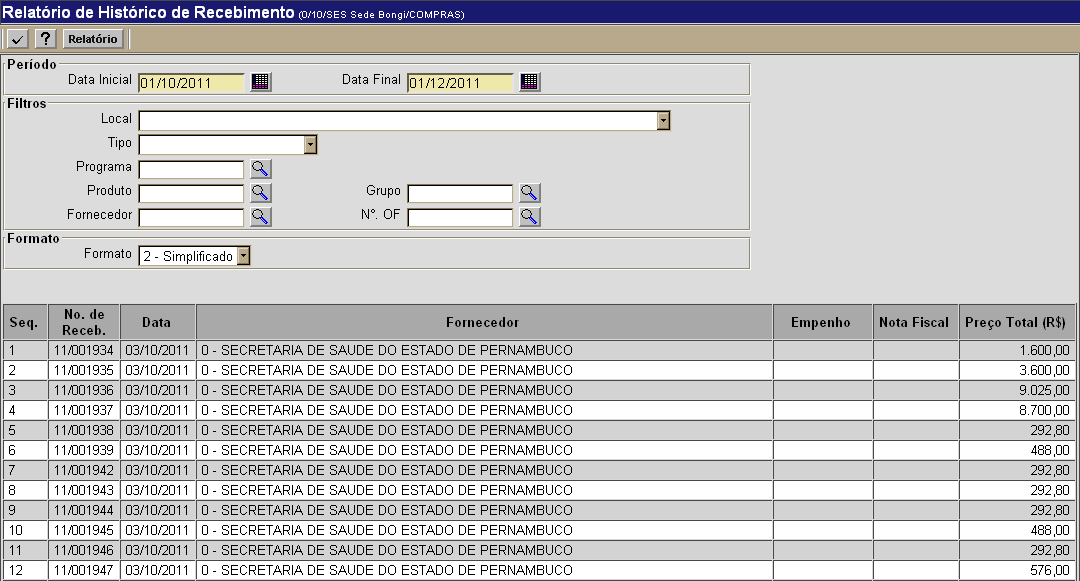 Relatório de Histórico de Recebimento (0/10/SES Sede Bongi/COMPRAS)
? Relatório
Período
Data Inicial 01/10/2011 Data Final 01/12/2011
Filtros
Local
Tipo
Programa
Produto Grupo
Fornecedor Nº. OF
Formato
Formato 2 - Simplificado
Seq. No. de Receb. Data Fornecedor Empenho Nota Fiscal Preço Total (R$)
1 11/001934 03/10/2011 0 - SECRETARIA DE SAUDE DO ESTADO DE PERNAMBUCO 1.600,00
2 11/001935 03/10/2011 0 - SECRETARIA DE SAUDE DO ESTADO DE PERNAMBUCO 3.600,00
3 11/001936 03/10/2011 0 - SECRETARIA DE SAUDE DO ESTADO DE PERNAMBUCO 9.025,00
4 11/001937 03/10/2011 0 - SECRETARIA DE SAUDE DO ESTADO DE PERNAMBUCO 8.700,00
5 11/001938 03/10/2011 0 - SECRETARIA DE SAUDE DO ESTADO DE PERNAMBUCO 292,80
6 11/001939 03/10/2011 0 - SECRETARIA DE SAUDE DO ESTADO DE PERNAMBUCO 488,00
7 11/001942 03/10/2011 0 - SECRETARIA DE SAUDE DO ESTADO DE PERNAMBUCO 292,80
8 11/001943 03/10/2011 0 - SECRETARIA DE SAUDE DO ESTADO DE PERNAMBUCO 292,80
9 11/001944 03/10/2011 0 - SECRETARIA DE SAUDE DO ESTADO DE PERNAMBUCO 292,80
10 11/001945 03/10/2011 0 - SECRETARIA DE SAUDE DO ESTADO DE PERNAMBUCO 488,00
11 11/001946 03/10/2011 0 - SECRETARIA DE SAUDE DO ESTADO DE PERNAMBUCO 292,80
12 11/001947 03/10/2011 0 - SECRETARIA DE SAUDE DO ESTADO DE PERNAMBUCO 576,00